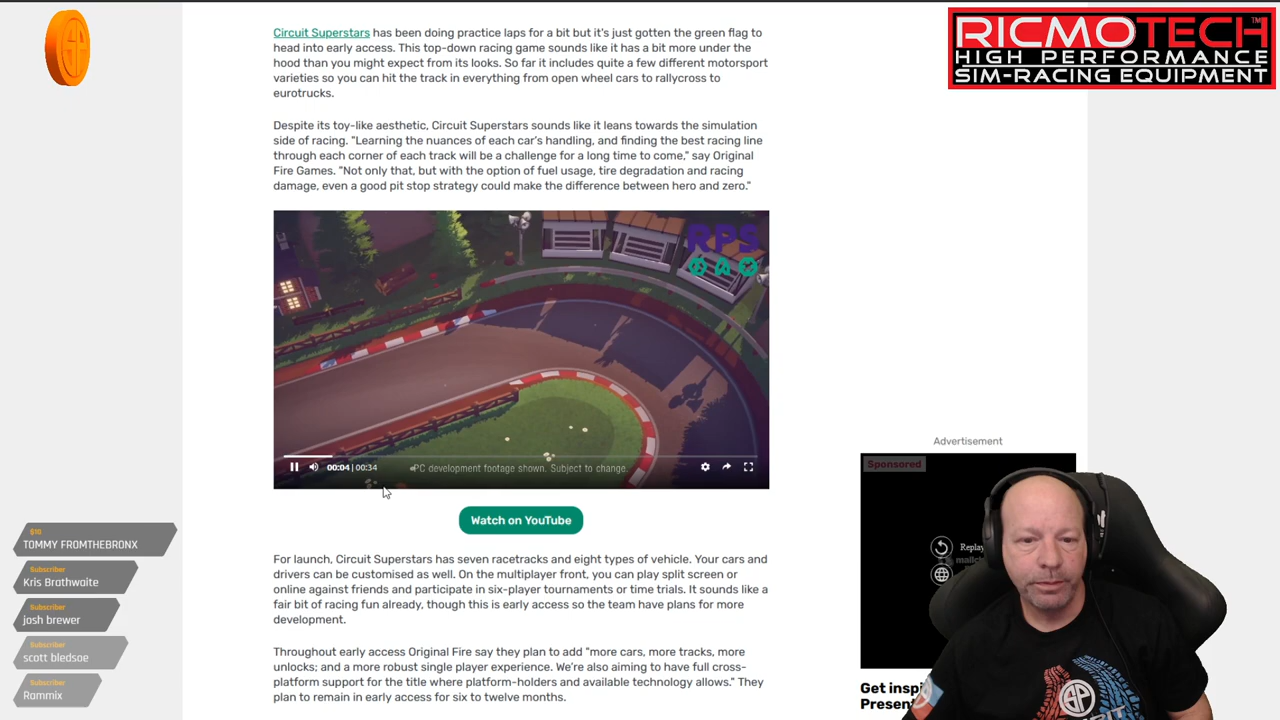 RICMOTECH™
HIGH PERFORMANCE
SIM-RACING EQUIPMENT
Circuit Superstars has been doing practice laps for a bit but it's just gotten the green flag to
head into early access. This top-down racing game sounds like it has a bit more under the
hood than you might expect from its looks. So far it includes quite a few different motorsport
varieties so you can hit the track in everything from open wheel cars to rallycross to
eurotrucks.
Despite its toy-like aesthetic, Circuit Superstars sounds like it leans towards the simulation
side of racing. "Learning the nuances of each car's handling, and finding the best racing line
through each corner of each track will be a challenge for a long time to come," say Original
Fire Games. "Not only that, but with the option of fuel usage, tire degradation and racing
damage, even a good pit stop strategy could make the difference between hero and zero."
RPS
00:04 | 00:34
PC development footage shown. Subject to change.
Watch on YouTube
For launch, Circuit Superstars has seven racetracks and eight types of vehicle. Your cars and
drivers can be customised as well. On the multiplayer front, you can play split screen or
online against friends and participate in six-player tournaments or time trials. It sounds like a
fair bit of racing fun already, though this is early access so the team have plans for more
development.
Throughout early access Original Fire say they plan to add "more cars, more tracks, more
unlocks; and a more robust single player experience. We're also aiming to have full cross-
platform support for the title where platform-holders and available technology allows." They
plan to remain in early access for six to twelve months.
Advertisement
Sponsored
Replay
Get inspi
Present
$10
TOMMY FROMTHEBRONX
Subscriber
Kris Brathwaite
Subscriber
josh brewer
Subscriber
scott bledsoe
Subscriber
Rammix